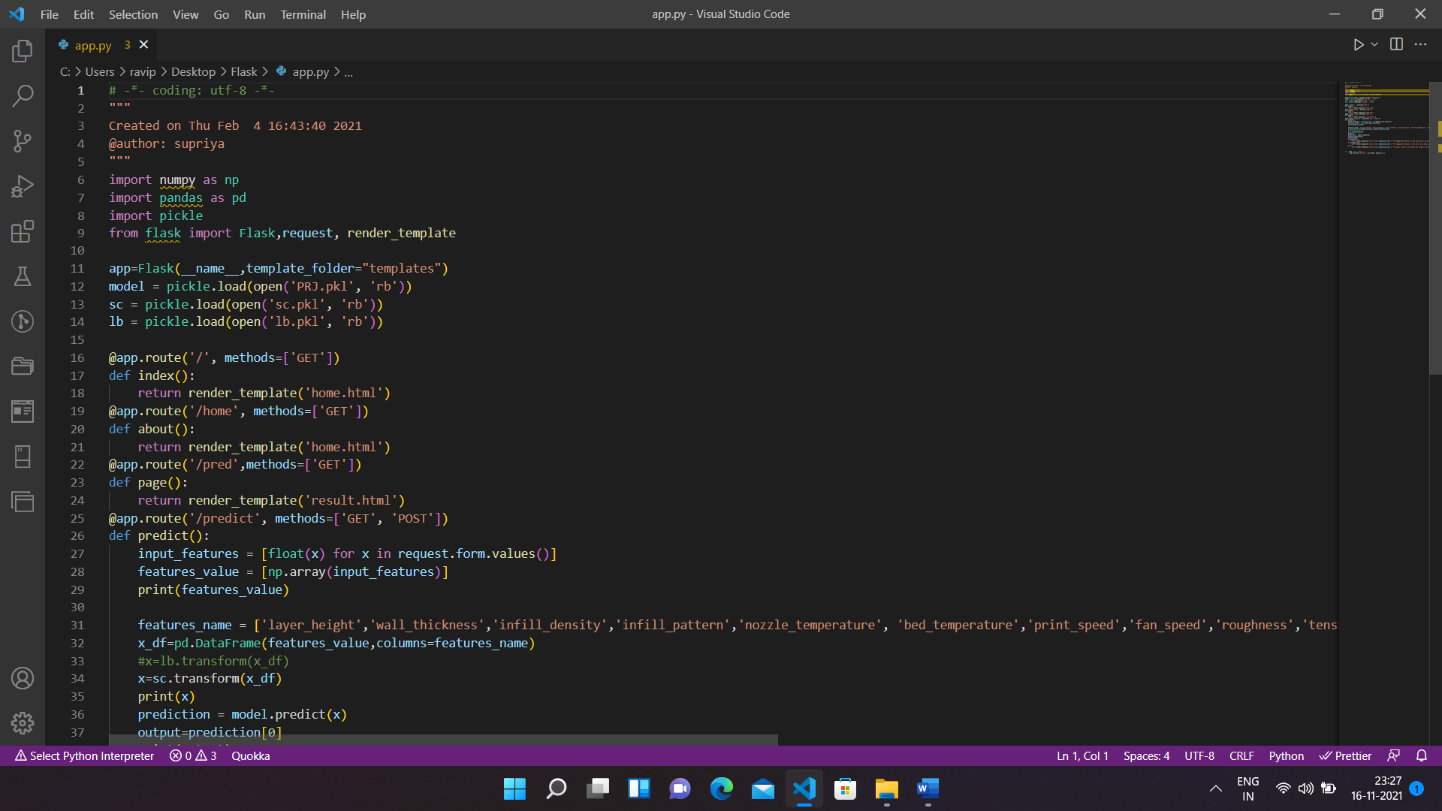 File Edit Selection View Go Run Terminal Help
app.py - Visual Studio Code
app.py 3
C: > Users > ravip > Desktop > Flask > app.py > ...
1 # -*- coding: utf-8 -*-
2 """
3 Created on Thu Feb  4 16:43:40 2021
4 @author: supriya
5 """
6 import numpy as np
7 import pandas as pd
8 import pickle
9 from flask import Flask,request, render_template
10
11 app=Flask(__name__,template_folder="templates")
12 model = pickle.load(open('PRJ.pkl', 'rb'))
13 sc = pickle.load(open('sc.pkl', 'rb'))
14 lb = pickle.load(open('lb.pkl', 'rb'))
15
16 @app.route('/', methods=['GET'])
17 def index():
18     return render_template('home.html')
19 @app.route('/home', methods=['GET'])
20 def about():
21     return render_template('home.html')
22 @app.route('/pred',methods=['GET'])
23 def page():
24     return render_template('result.html')
25 @app.route('/predict', methods=['GET', 'POST'])
26 def predict():
27     input_features = [float(x) for x in request.form.values()]
28     features_value = [np.array(input_features)]
29     print(features_value)
30
31     features_name = ['layer_height','wall_thickness','infill_density','infill_pattern','nozzle_temperature', 'bed_temperature','print_speed','fan_speed','roughness','tens
32     x_df=pd.DataFrame(features_value,columns=features_name)
33     #x=lb.transform(x_df)
34     x=sc.transform(x_df)
35     print(x)
36     prediction = model.predict(x)
37     output=prediction[0]
Select Python Interpreter 0 3 Quokka Ln 1, Col 1 Spaces: 4 UTF-8 CRLF Python Prettier
ENG IN 23:27 16-11-2021 1